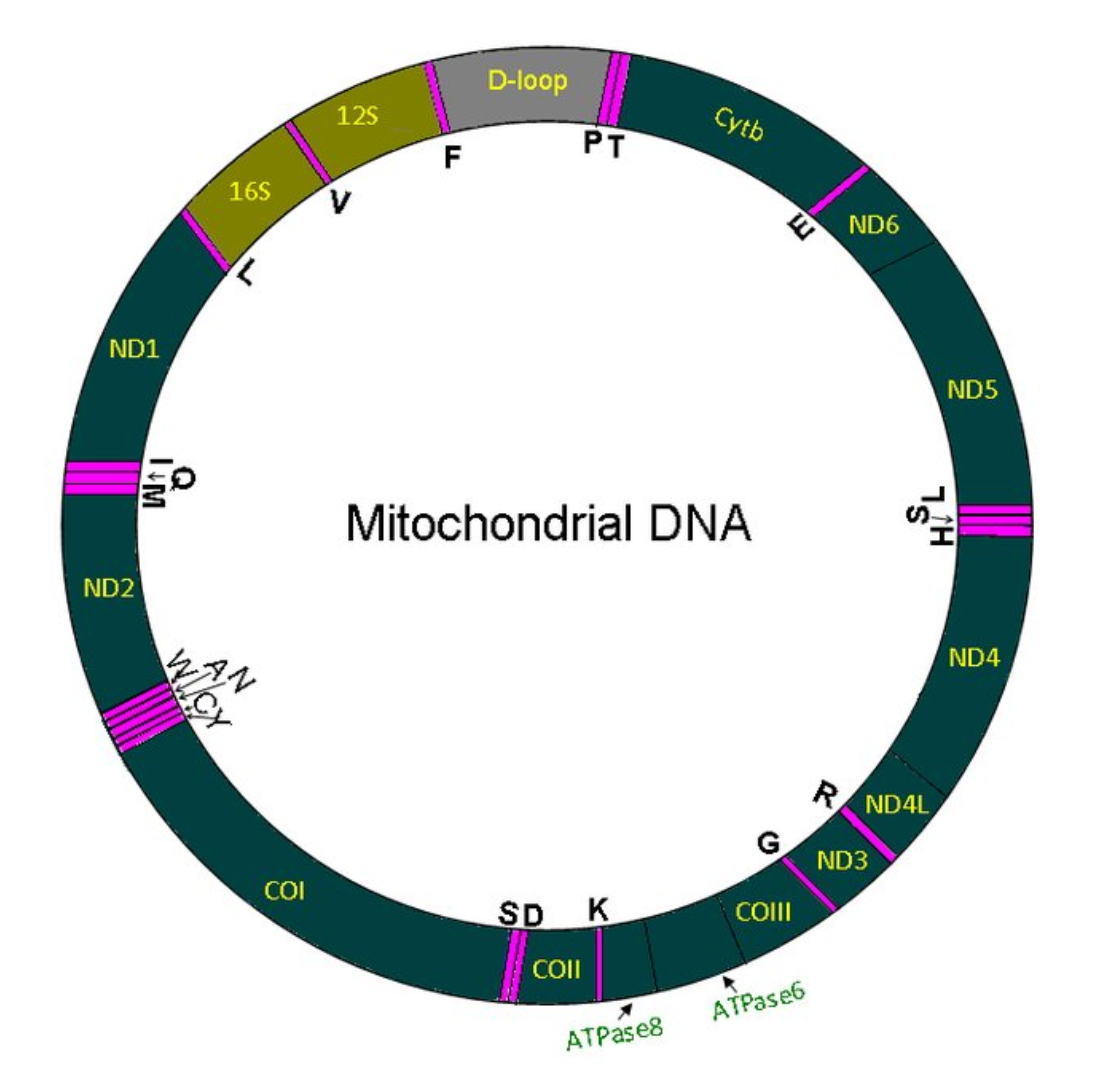 D-loop
P T
Cytb
E
ND6
ND5
L
S
H
ND4
ND4L
R
ND3
G
COIII
ATPase6
ATPase8
K
COII
S D
COI
W A N
C Y
ND2
I
Q
M
ND1
L
16S
V
12S
F
Mitochondrial DNA